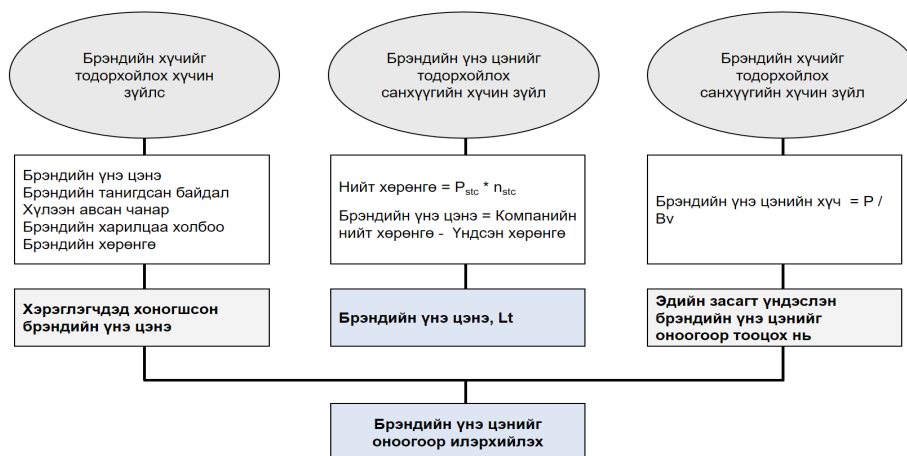 Брэндийн хүчийг
тодорхойлох хүчин
зүйлс
Брэндийн үнэ цэнийг
тодорхойлох
санхүүгийн хүчин зүйл
Брэндийн хүчийг
тодорхойлох
санхүүгийн хүчин зүйл
Брэндийн үнэ цэнэ
Брэндийн танигдсан байдал
Хүлээн авсан чанар
Брэндийн харилцаа холбоо
Брэндийн хөрөнгө
Нийт хөрөнгө = Pstc * nstc
Брэндийн үнэ цэнэ = Компанийн
нийт хөрөнгө - Үндсэн хөрөнгө
Брэндийн үнэ цэнийн хүч = P /
Bv
Хэрэглэгчдэд хоногшсон
брэндийн үнэ цэнэ
Брэндийн үнэ цэнэ, Lt
Эдийн засагт үндэслэн
брэндийн үнэ цэнийг
оноогоор тооцох нь
Брэндийн үнэ цэнийг
оноогоор илэрхийлэх